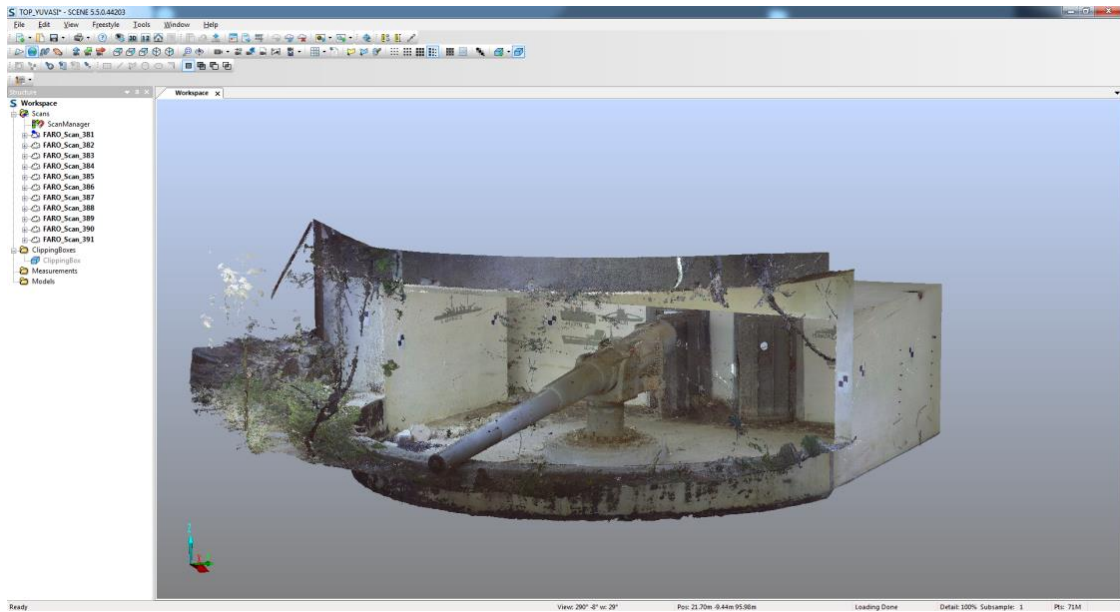 TOP_YUVASI* - SCENE 5.5.0.44203
File Edit View Freestyle Tools Window Help
Structure
Workspace
Workspace
Scans
ScanManager
FARO_Scan_381
FARO_Scan_382
FARO_Scan_383
FARO_Scan_384
FARO_Scan_385
FARO_Scan_386
FARO_Scan_387
FARO_Scan_388
FARO_Scan_389
FARO_Scan_390
FARO_Scan_391
ClippingBoxes
ClippingBox
Measurements
Models
Ready View: 290° -8° w: 29° Pos: 21.70m -9.44m 95.98m Loading Done Detail: 100% Subsample: 1 Pts: 71M